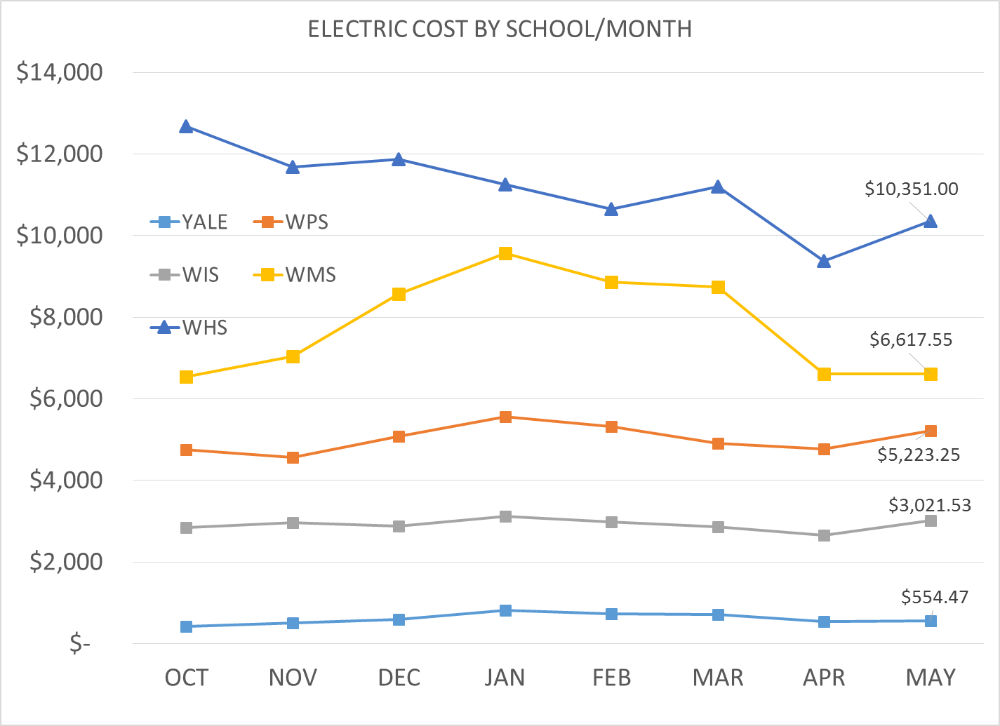 ELECTRIC COST BY SCHOOL/MONTH
$14,000
$12,000
$10,000
$8,000
$6,000
$4,000
$2,000
$-
YALE WPS
WIS WMS
WHS
$10,351.00
$6,617.55
$5,223.25
$3,021.53
$554.47
OCT NOV DEC JAN FEB MAR APR MAY